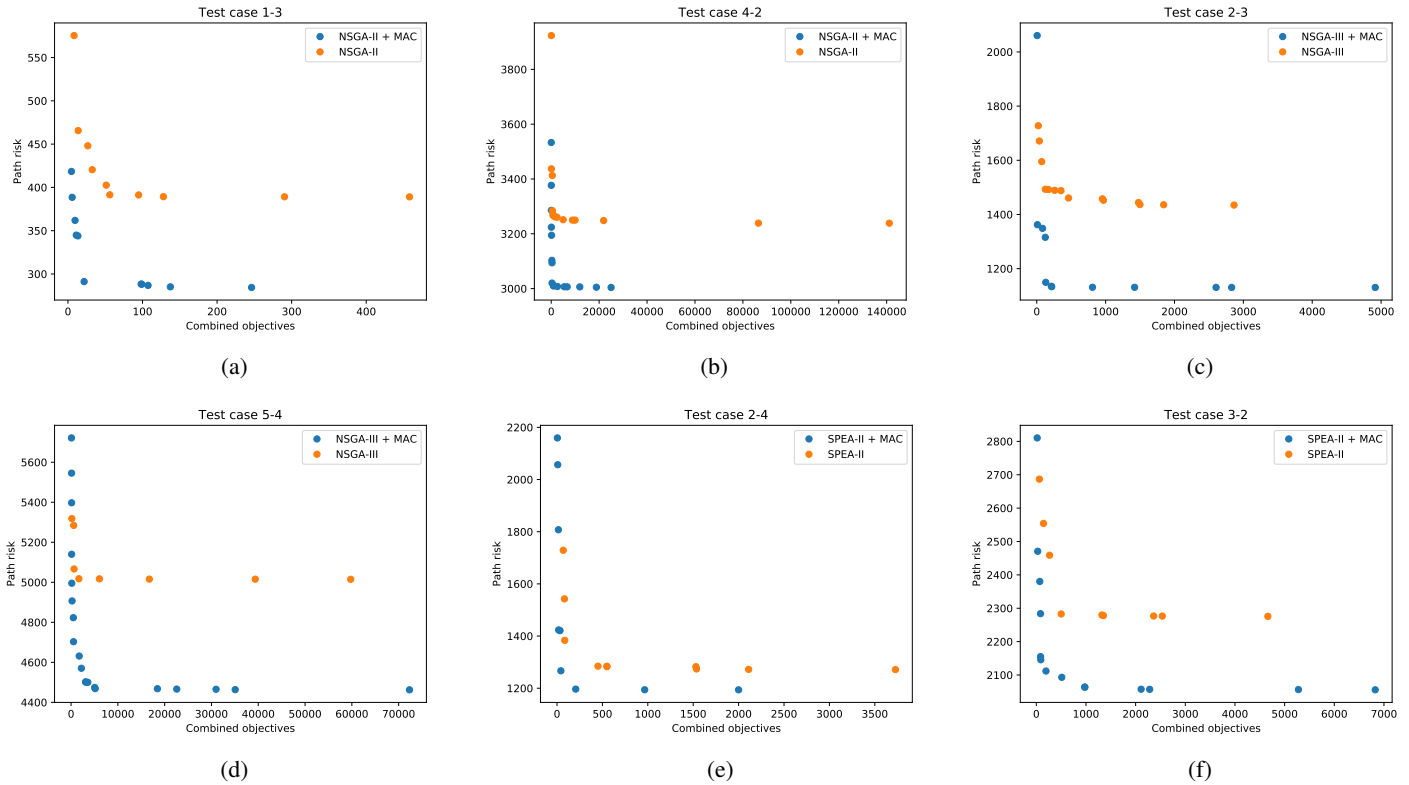 Test case 1-3
NSGA-II + MAC
NSGA-II
Path risk
550
500
450
400
350
300
0 100 200 300 400
Combined objectives
(a)
Test case 4-2
NSGA-II + MAC
NSGA-II
Path risk
3800
3600
3400
3200
3000
0 20000 40000 60000 80000 100000 120000 140000
Combined objectives
(b)
Test case 2-3
NSGA-III + MAC
NSGA-III
Path risk
2000
1800
1600
1400
1200
0 1000 2000 3000 4000 5000
Combined objectives
(c)
Test case 5-4
NSGA-III + MAC
NSGA-III
Path risk
5600
5400
5200
5000
4800
4600
4400
0 10000 20000 30000 40000 50000 60000 70000
Combined objectives
(d)
Test case 2-4
SPEA-II + MAC
SPEA-II
Path risk
2200
2000
1800
1600
1400
1200
0 500 1000 1500 2000 2500 3000 3500
Combined objectives
(e)
Test case 3-2
SPEA-II + MAC
SPEA-II
Path risk
2800
2700
2600
2500
2400
2300
2200
2100
0 1000 2000 3000 4000 5000 6000 7000
Combined objectives
(f)